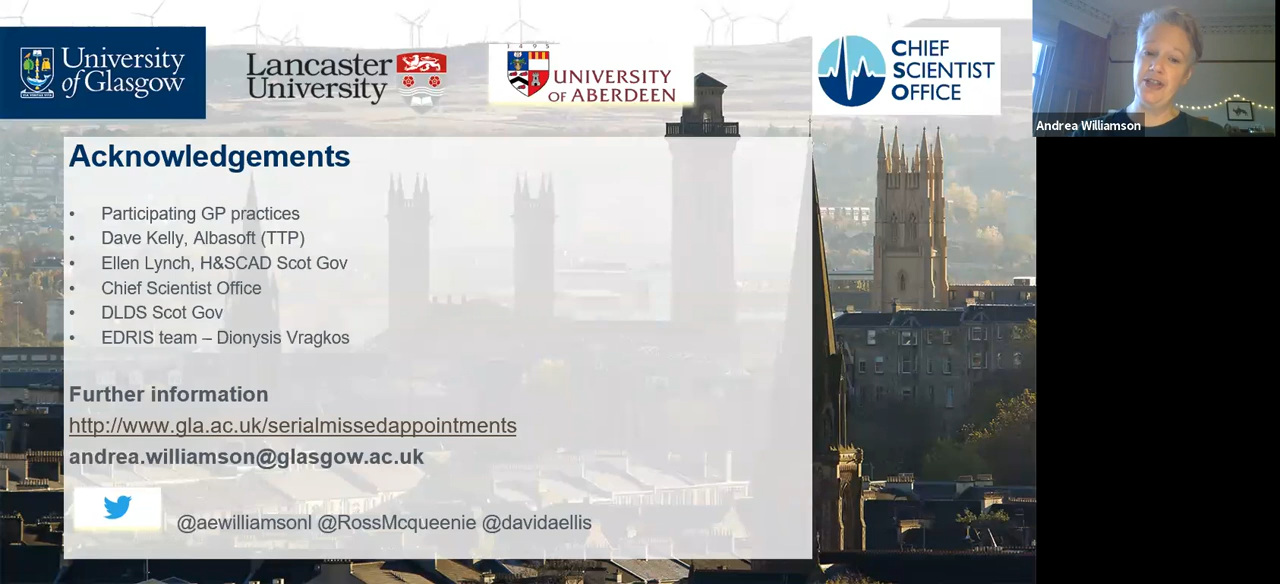 University
of Glasgow
Lancaster
University
1495
UNIVERSITY
OF ABERDEEN
CHIEF
SCIENTIST
OFFICE
Andrea Williamson
Acknowledgements
• Participating GP practices
• Dave Kelly, Albasoft (TTP)
• Ellen Lynch, H&SCAD Scot Gov
• Chief Scientist Office
• DLDS Scot Gov
• EDRIS team – Dionysis Vragkos
Further information
http://www.gla.ac.uk/serialmissedappointments
andrea.williamson@glasgow.ac.uk
@aewilliamsonl @RossMcqueenie @davidaellis